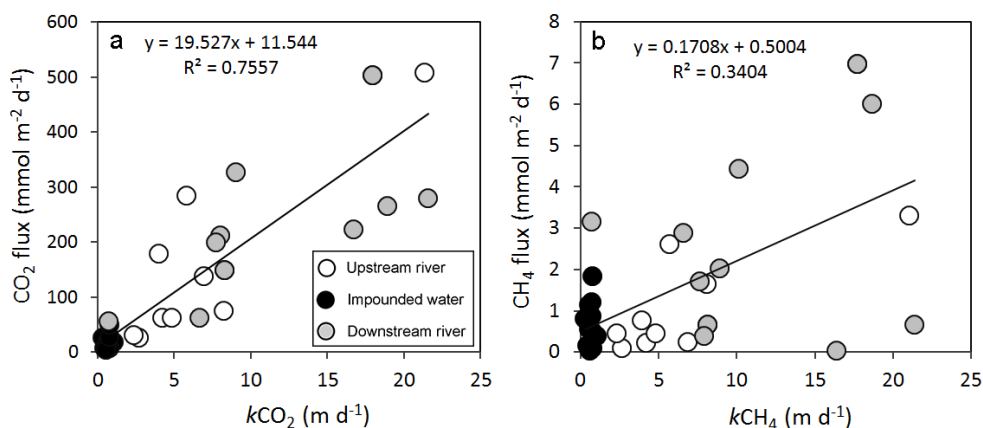 a
y = 19.527x + 11.544
R² = 0.7557
CO₂ flux (mmol m⁻² d⁻¹)
600
500
400
300
200
100
0
0 5 10 15 20 25
kCO₂ (m d⁻¹)
Upstream river
Impounded water
Downstream river
b
y = 0.1708x + 0.5004
R² = 0.3404
CH₄ flux (mmol m⁻² d⁻¹)
8
7
6
5
4
3
2
1
0
0 5 10 15 20 25
kCH₄ (m d⁻¹)